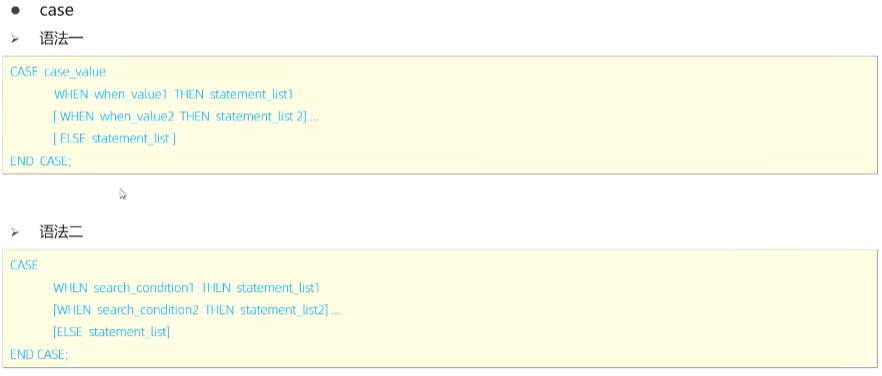 case
语法一
CASE case_value
WHEN when_value1 THEN statement_list1
[ WHEN when_value2 THEN statement_list 2] ...
[ ELSE statement_list ]
END CASE;
语法二
CASE
WHEN search_condition1 THEN statement_list1
[WHEN search_condition2 THEN statement_list2] ...
[ELSE statement_list]
END CASE;